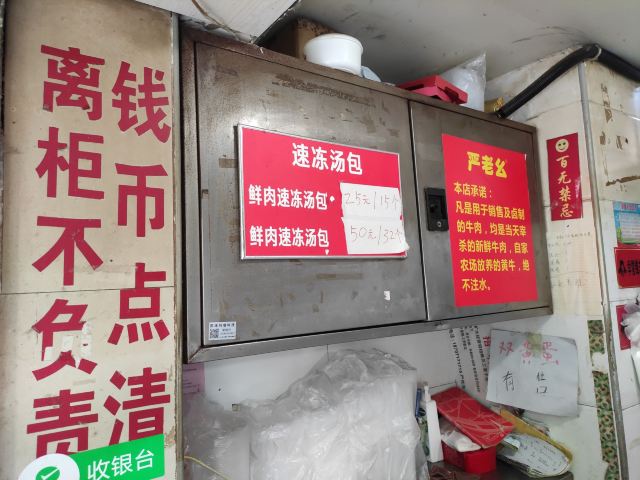 钱币点清
离柜不负责
收银台
速冻汤包
鲜肉速冻汤包 25元/15个
鲜肉速冻汤包 50元/32个
严老幺
本店承诺：
凡是用于销售及卤制
的牛肉，均是当天宰
杀的新鲜牛肉，自家
农场放养的黄牛，绝
不注水。
百无禁忌
双黄蛋
有售